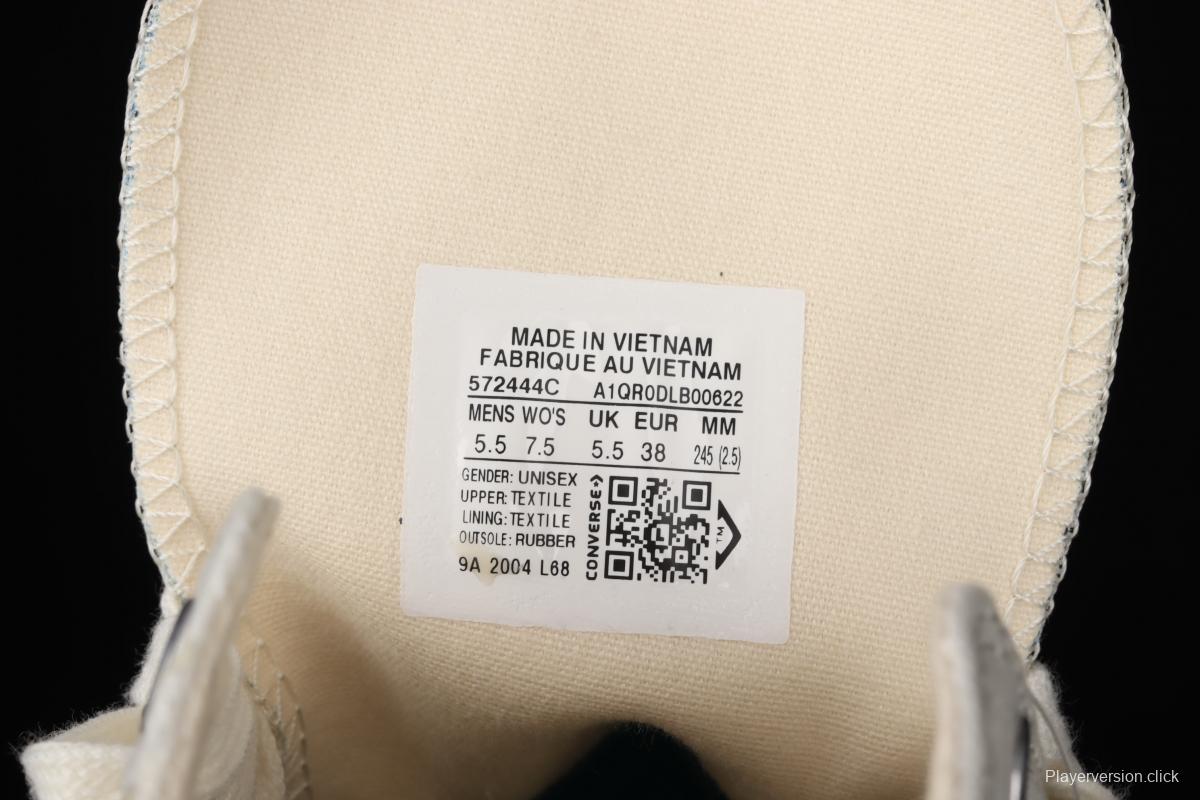 MADE IN VIETNAM
FABRIQUE AU VIETNAM
572444C A1QR0DLB00622
MENS WO'S UK EUR MM
5.5 7.5 5.5 38 245 (2.5)
GENDER: UNISEX
UPPER: TEXTILE
LINING: TEXTILE
OUTSOLE: RUBBER
9A 2004 L68
CONVERSE
TM
Playerversion.click